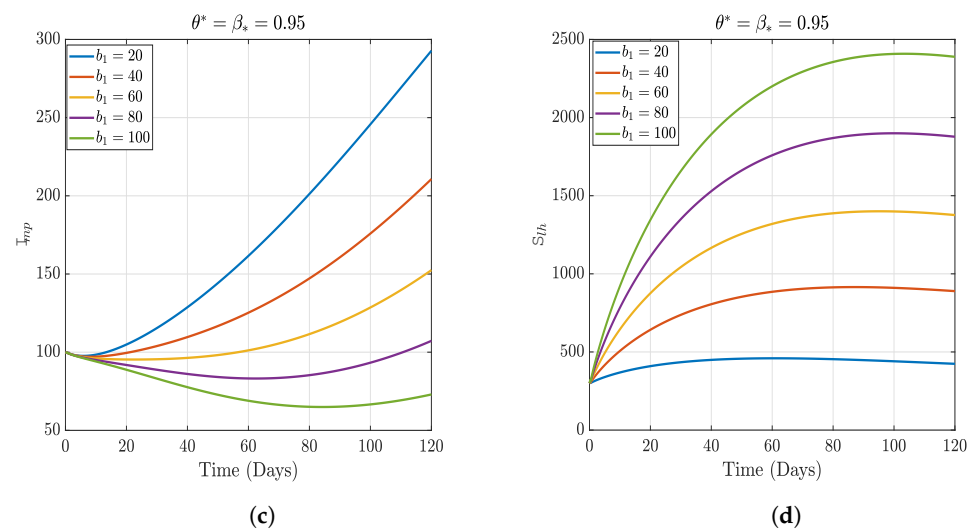 θ* = β∗ = 0.95
300
250
200
150
100
50
b₁ = 20
b₁ = 40
b₁ = 60
b₁ = 80
b₁ = 100
𝕀mp
0 20 40 60 80 100 120
Time (Days)
(c)
θ* = β∗ = 0.95
2500
2000
1500
1000
500
0
b₁ = 20
b₁ = 40
b₁ = 60
b₁ = 80
b₁ = 100
𝕊lh
0 20 40 60 80 100 120
Time (Days)
(d)